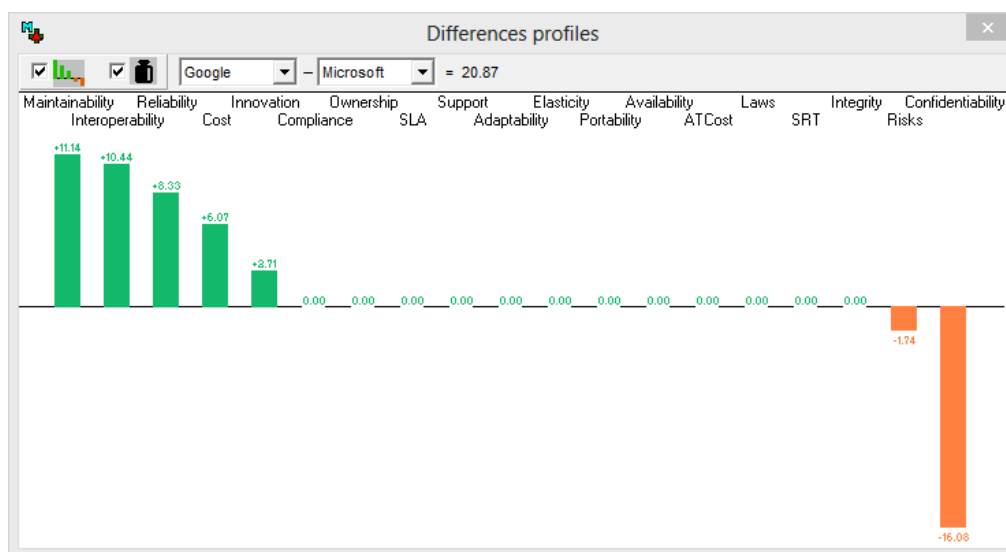 Differences profiles
Google – Microsoft = 20.87
Maintainability Reliability Innovation Ownership Support Elasticity Availability Laws Integrity Confidentiability
Interoperability Cost Compliance SLA Adaptability Portability ATCost SRT Risks
+11.14
+10.44
+8.33
+6.07
+2.71
0.00 0.00 0.00 0.00 0.00 0.00 0.00 0.00 0.00 0.00 0.00 0.00
-1.74
-16.08